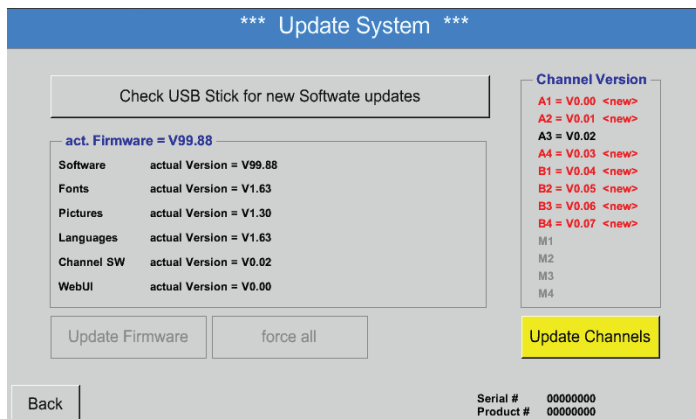 *** Update System ***
Check USB Stick for new Softwate updates
act. Firmware = V99.88
Software actual Version = V99.88
Fonts actual Version = V1.63
Pictures actual Version = V1.30
Languages actual Version = V1.63
Channel SW actual Version = V0.02
WebUI actual Version = V0.00
Update Firmware
force all
Channel Version
A1 = V0.00 <new>
A2 = V0.01 <new>
A3 = V0.02
A4 = V0.03 <new>
B1 = V0.04 <new>
B2 = V0.05 <new>
B3 = V0.06 <new>
B4 = V0.07 <new>
M1
M2
M3
M4
Update Channels
Back
Serial # 00000000
Product # 00000000